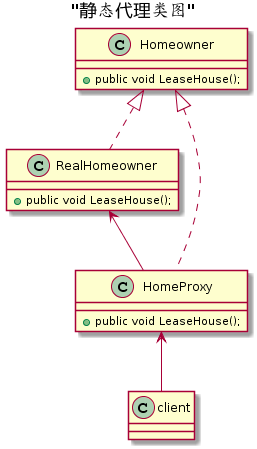 "静态代理类图"
C Homeowner
public void LeaseHouse();
C RealHomeowner
public void LeaseHouse();
C HomeProxy
public void LeaseHouse();
C client